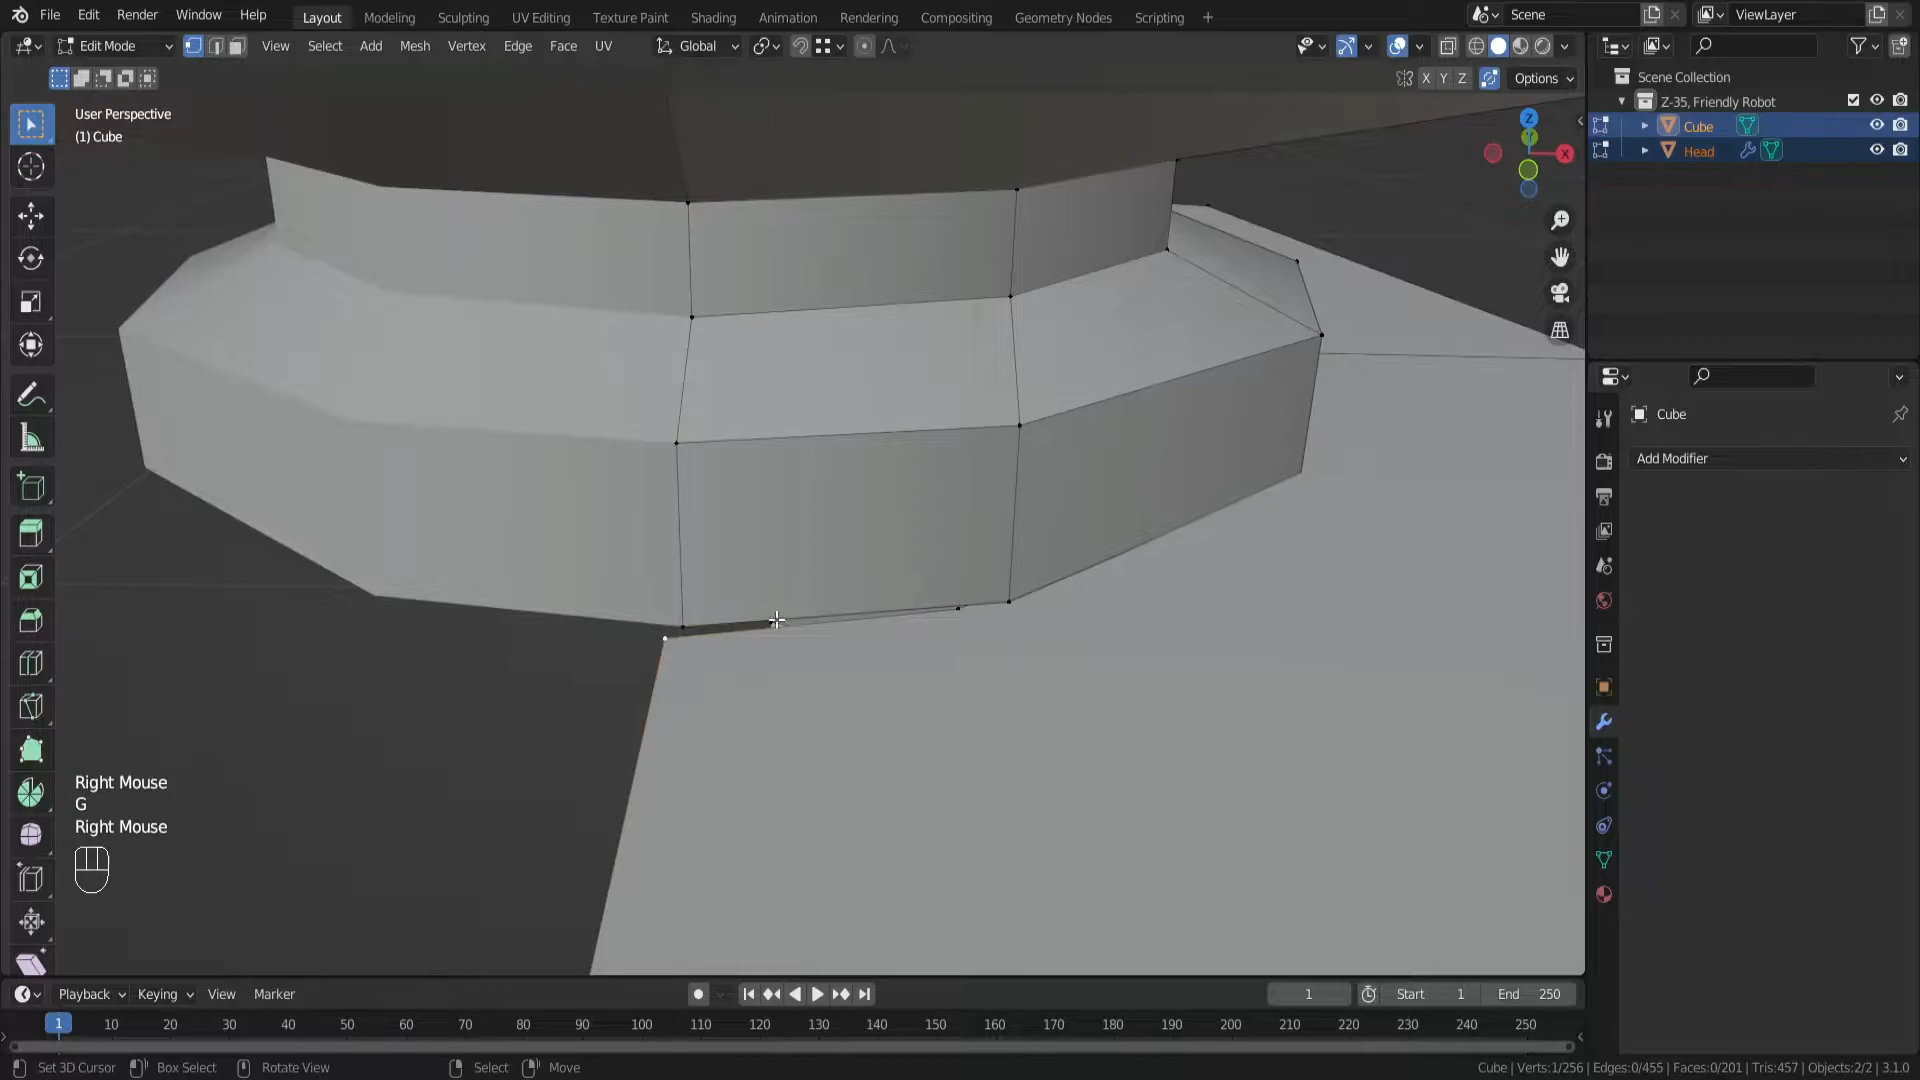 File Edit Render Window Help Layout Modeling Sculpting UV Editing Texture Paint Shading Animation Rendering Compositing Geometry Nodes Scripting + Scene ViewLayer
Edit Mode View Select Add Mesh Vertex Edge Face UV Global
X Y Z Options
Scene Collection
Z-35, Friendly Robot
Cube
Head
User Perspective
(1) Cube
Z
Y
X
Cube
Add Modifier
Right Mouse
G
Right Mouse
Playback Keying View Marker 1 Start 1 End 250
1 10 20 30 40 50 60 70 80 90 100 110 120 130 140 150 160 170 180 190 200 210 220 230 240 250
Set 3D Cursor Box Select Rotate View Select Move Cube | Verts:1/256 | Edges:0/455 | Faces:0/201 | Tris:457 | Objects:2/2 | 3.1.0